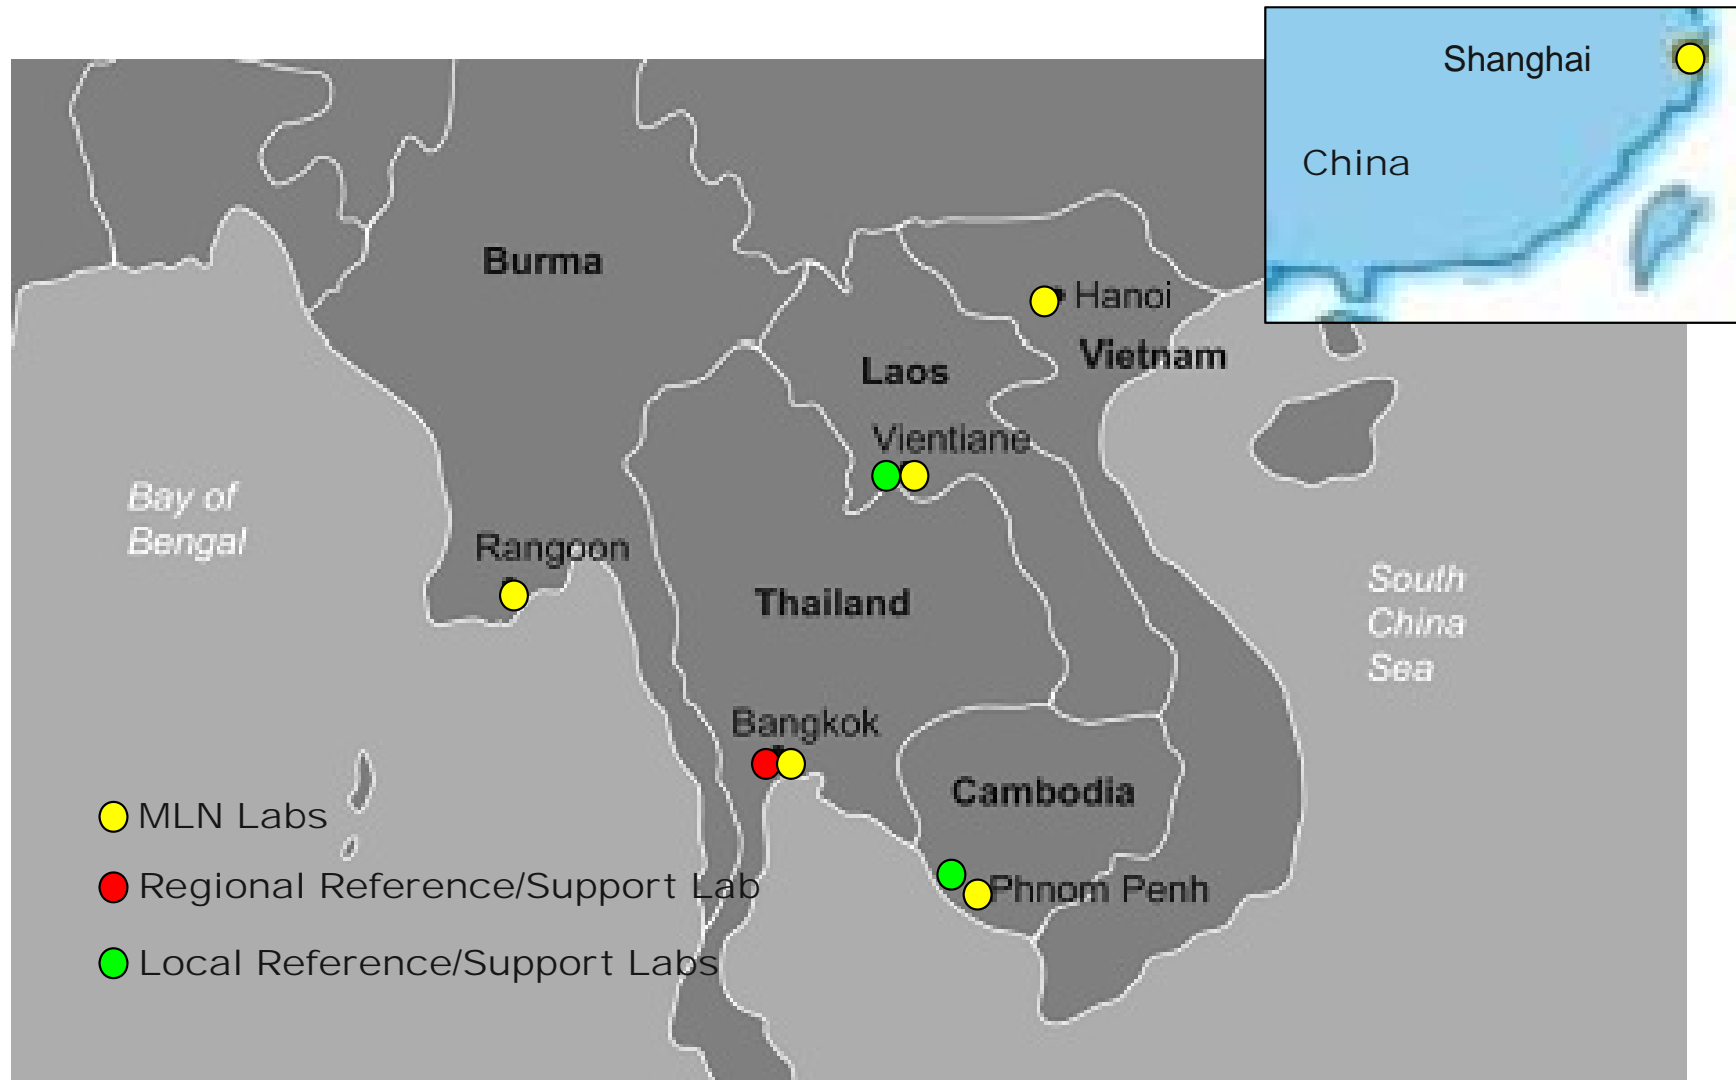 Shanghai
China
Burma
Hanoi
Vietnam
Laos
Vientiane
Bay of
Bengal
Rangoon
Thailand
South
China
Sea
Bangkok
Cambodia
Phnom Penh
MLN Labs
Regional Reference/Support Lab
Local Reference/Support Labs